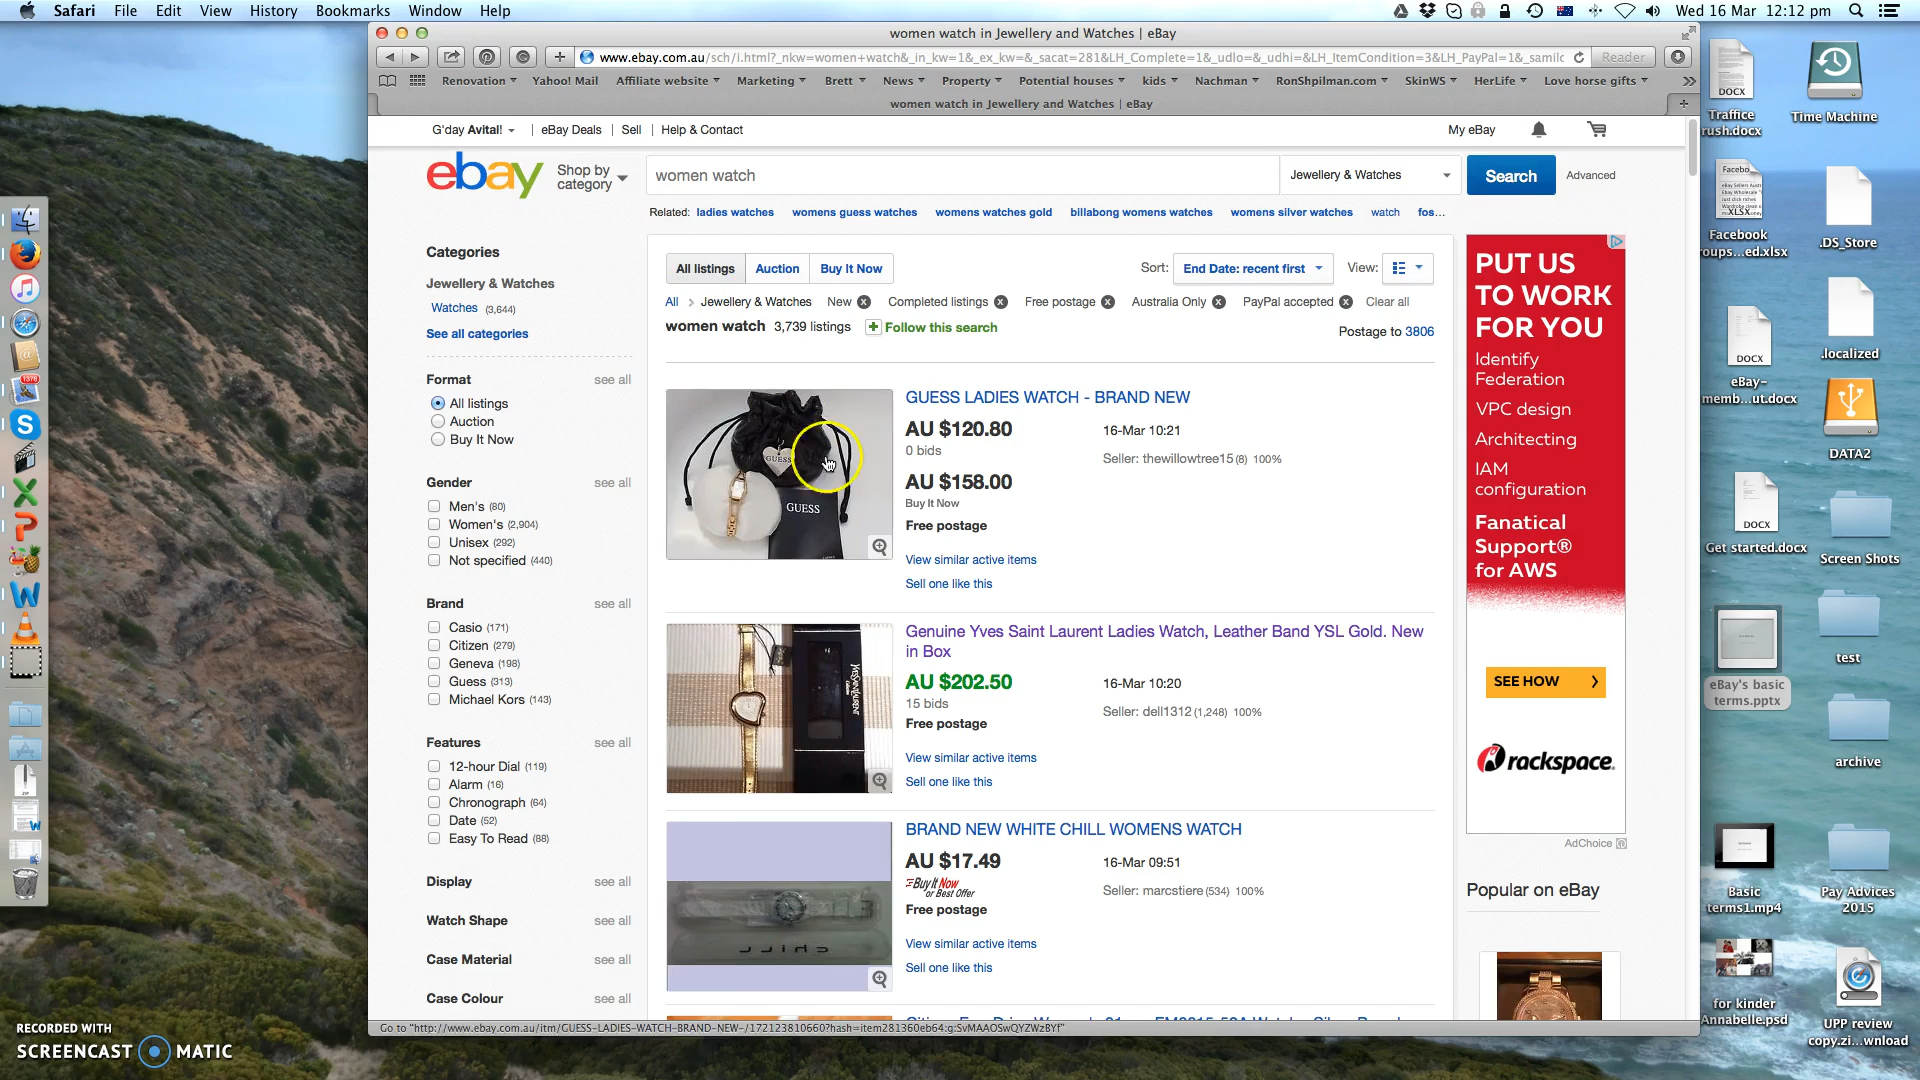 Safari File Edit View History Bookmarks Window Help
Wed 16 Mar 12:12 pm
women watch in Jewellery and Watches | eBay
www.ebay.com.au/sch/i.html?_nkw=women+watch&_in_kw=1&_ex_kw=&_sacat=281&LH_Complete=1&_udlo=&_udhi=&LH_ItemCondition=3&LH_PayPal=1&_samilc
Reader
Renovation Yahoo! Mail Affiliate website Marketing Brett News Property Potential houses kids Nachman RonShpilman.com SkinWS HerLife Love horse gifts
women watch in Jewellery and Watches | eBay
G'day Avital! eBay Deals Sell Help & Contact
My eBay
ebay
Shop by
category
women watch
Jewellery & Watches
Search
Advanced
Related: ladies watches womens guess watches womens watches gold billabong womens watches womens silver watches watch fos...
Categories
Jewellery & Watches
Watches (3,644)
See all categories
Format see all
All listings
Auction
Buy It Now
Gender see all
Men's (80)
Women's (2,904)
Unisex (292)
Not specified (440)
Brand see all
Casio (171)
Citizen (279)
Geneva (198)
Guess (313)
Michael Kors (143)
Features see all
12-hour Dial (119)
Alarm (16)
Chronograph (64)
Date (52)
Easy To Read (88)
Display see all
Watch Shape see all
Case Material see all
Case Colour see all
All listings Auction Buy It Now
Sort: End Date: recent first View:
All > Jewellery & Watches New Completed listings Free postage Australia Only PayPal accepted Clear all
women watch 3,739 listings Follow this search
Postage to 3806
GUESS
GUESS
GUESS LADIES WATCH - BRAND NEW
AU $120.80 16-Mar 10:21
0 bids Seller: thewillowtree15 (8) 100%
AU $158.00
Buy It Now
Free postage
View similar active items
Sell one like this
Genuine Yves Saint Laurent Ladies Watch, Leather Band YSL Gold. New
in Box
AU $202.50 16-Mar 10:20
15 bids Seller: dell1312 (1,248) 100%
Free postage
View similar active items
Sell one like this
YVES SAINT LAURENT
BRAND NEW WHITE CHILL WOMENS WATCH
AU $17.49 16-Mar 09:51
Buy It Now
or Best Offer
Seller: marcstiere (534) 100%
Free postage
View similar active items
Sell one like this
PUT US
TO WORK
FOR YOU
Identify
Federation
VPC design
Architecting
IAM
configuration
Fanatical
Support®
for AWS
SEE HOW
rackspace.
AdChoice
Popular on eBay
Go to "http://www.ebay.com.au/itm/GUESS-LADIES-WATCH-BRAND-NEW-/172123810660?hash=item281360eb64:g:SvMAAOSwQYZWzBYf"
DOCX
Traffice
rush.docx
Time Machine
XLSX
Facebook
oups...ed.xlsx
.DS_Store
DOCX
eBay-
memb...ut.docx
.localized
DATA2
DOCX
Get started.docx
Screen Shots
eBay's basic
terms.pptx
test
archive
Basic
terms1.mp4
Pay Advices
2015
for kinder
Annabelle.psd
UPP review
copy.zi...wnload
1376
RECORDED WITH
SCREENCAST MATIC